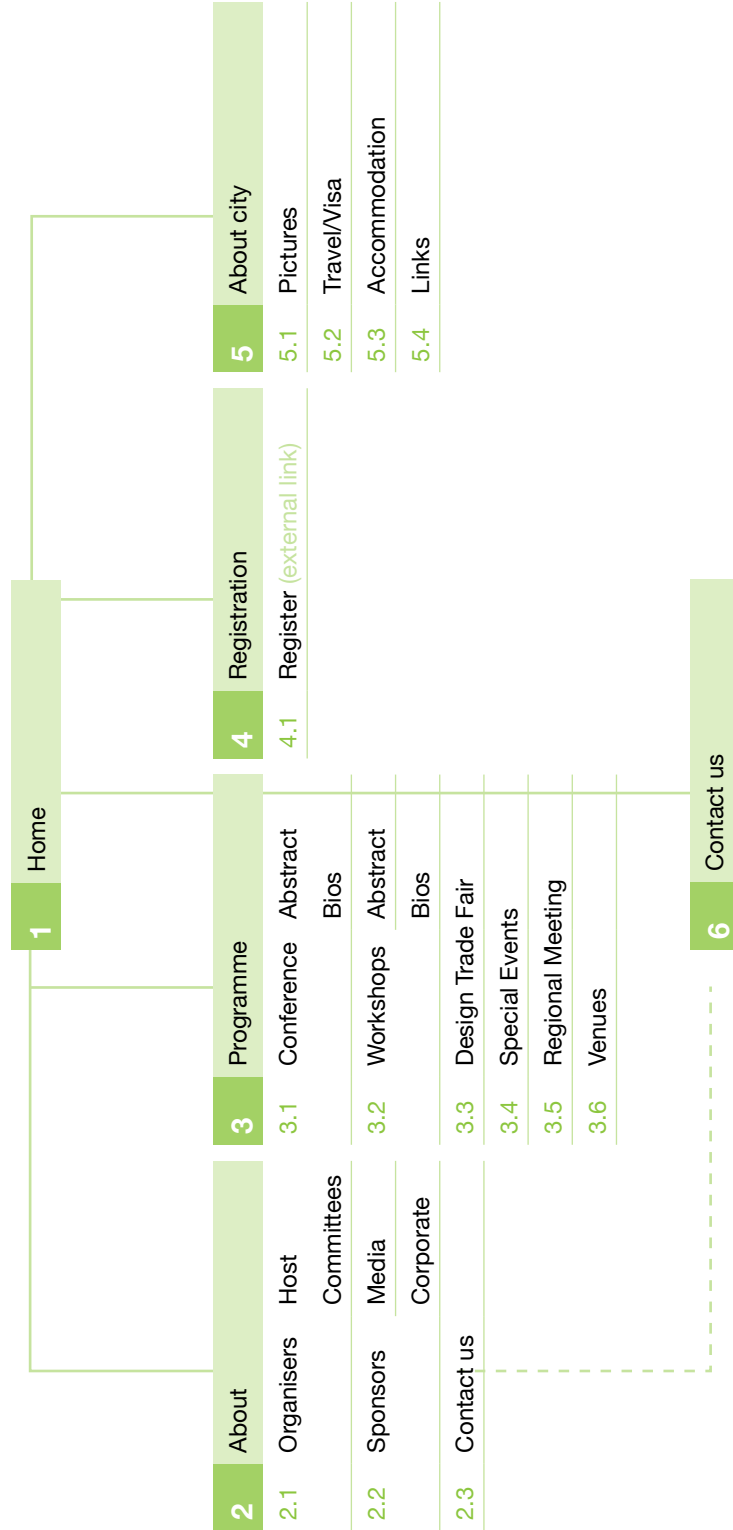 1 Home
2 About
2.1 Organisers Host
Committees
2.2 Sponsors Media
Corporate
2.3 Contact us
3 Programme
3.1 Conference Abstract
Bios
3.2 Workshops Abstract
Bios
3.3 Design Trade Fair
3.4 Special Events
3.5 Regional Meeting
3.6 Venues
4 Registration
4.1 Register (external link)
5 About city
5.1 Pictures
5.2 Travel/Visa
5.3 Accommodation
5.4 Links
6 Contact us